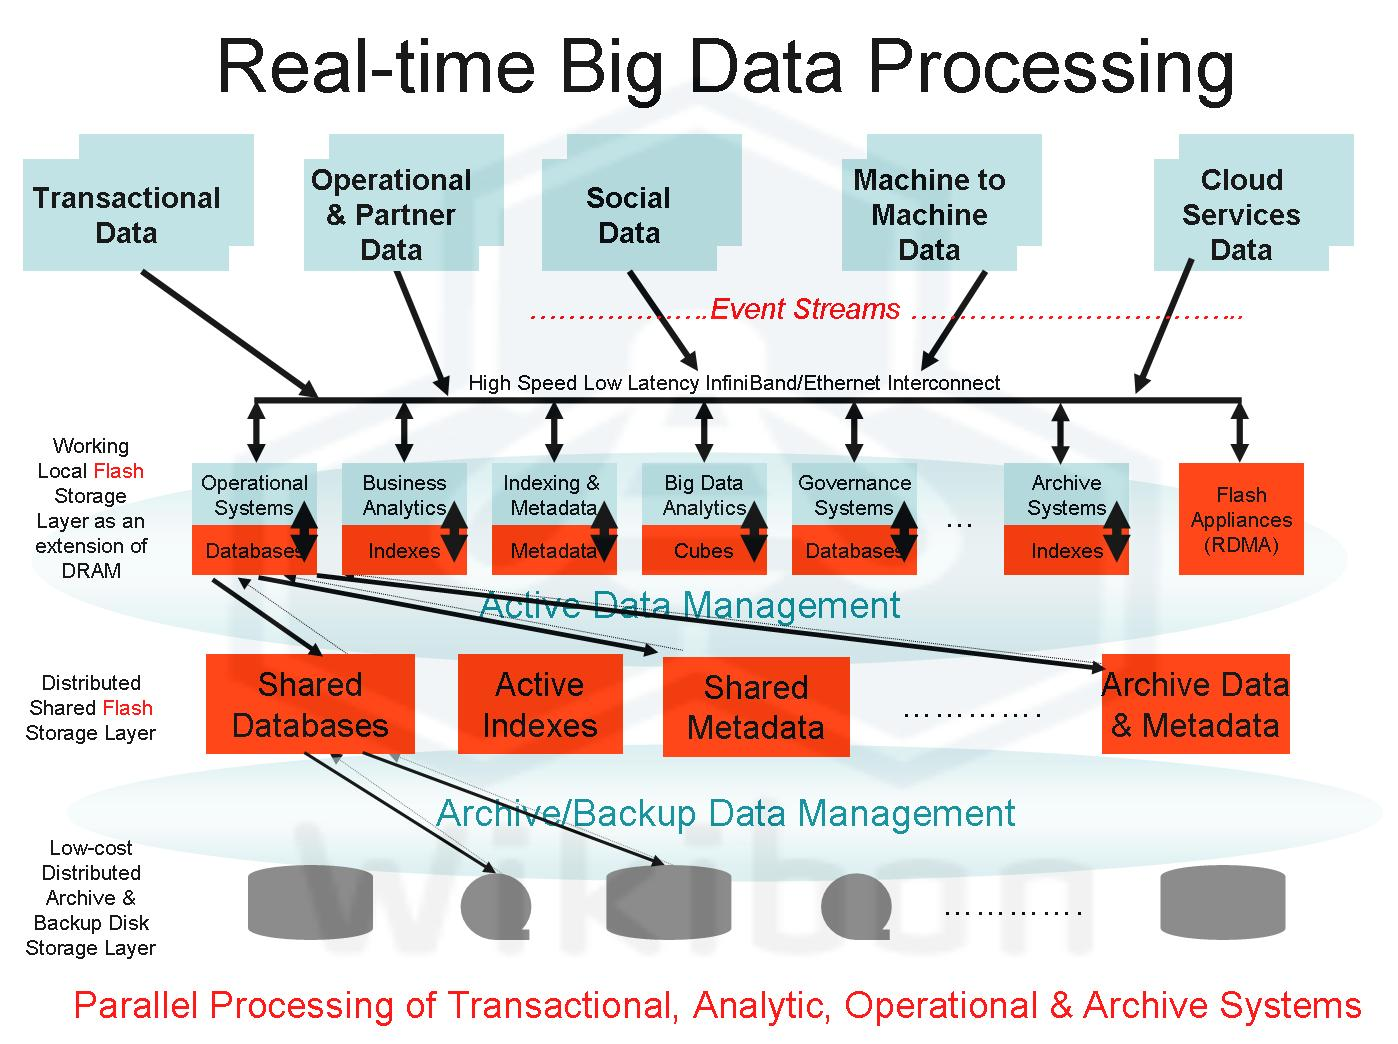 Real-time Big Data Processing
Transactional
Data
Operational
& Partner
Data
Social
Data
Machine to
Machine
Data
Cloud
Services
Data
………………..Event Streams ……………………………..
High Speed Low Latency InfiniBand/Ethernet Interconnect
Working
Local Flash
Storage
Layer as an
extension of
DRAM
Operational
Systems
Databases
Business
Analytics
Indexes
Indexing &
Metadata
Metadata
Big Data
Analytics
Cubes
Governance
Systems
Databases
…
Archive
Systems
Indexes
Flash
Appliances
(RDMA)
Active Data Management
Distributed
Shared Flash
Storage Layer
Shared
Databases
Active
Indexes
Shared
Metadata
………….
Archive Data
& Metadata
Archive/Backup Data Management
Low-cost
Distributed
Archive &
Backup Disk
Storage Layer
………….
wikibon
Parallel Processing of Transactional, Analytic, Operational & Archive Systems